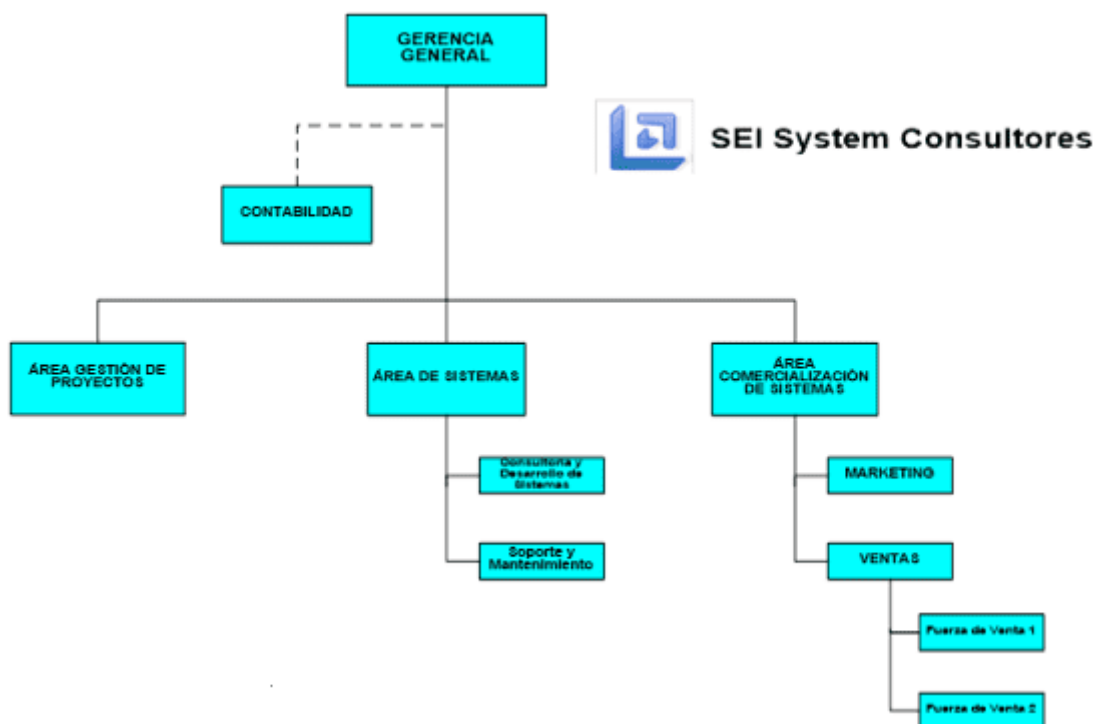 GERENCIA
GENERAL
SEI System Consultores
CONTABILIDAD
ÁREA GESTIÓN DE
PROYECTOS
ÁREA DE SISTEMAS
ÁREA
COMERCIALIZACIÓN
DE SISTEMAS
Consultoría y
Desarrollo de
Sistemas
MARKETING
Soporte y
Mantenimiento
VENTAS
Fuerza de Venta 1
Fuerza de Venta 2